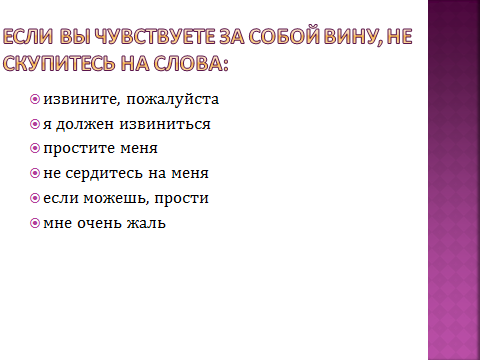 ЕСЛИ ВЫ ЧУВСТВУЕТЕ ЗА СОБОЙ ВИНУ, НЕ
СКУПИТЕСЬ НА СЛОВА:
извините, пожалуйста
я должен извиниться
простите меня
не сердитесь на меня
если можешь, прости
мне очень жаль